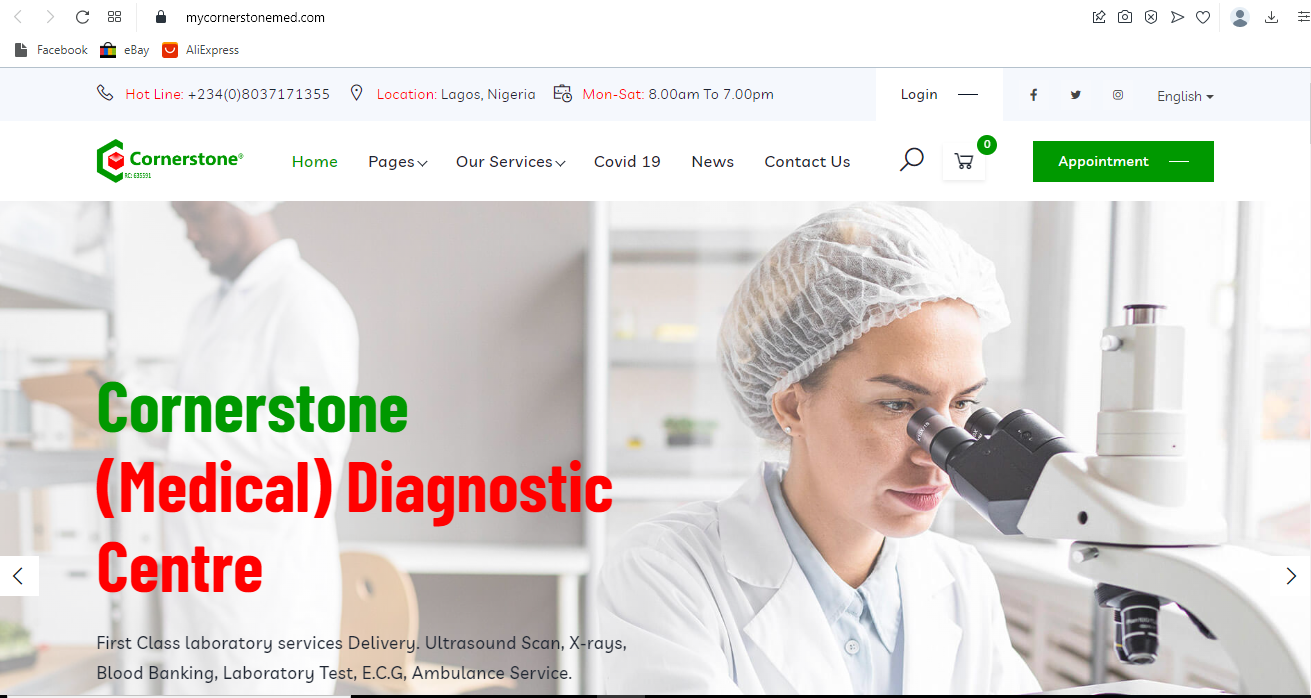 mycornerstonemed.com
Facebook eBay AliExpress
Hot Line: +234(0)8037171355 Location: Lagos, Nigeria Mon-Sat: 8.00am To 7.00pm Login English
Cornerstone®
RC: 635591
Home Pages Our Services Covid 19 News Contact Us 0 Appointment
Cornerstone
(Medical) Diagnostic
Centre
First Class laboratory services Delivery. Ultrasound Scan, X-rays,
Blood Banking, Laboratory Test, E.C.G, Ambulance Service.